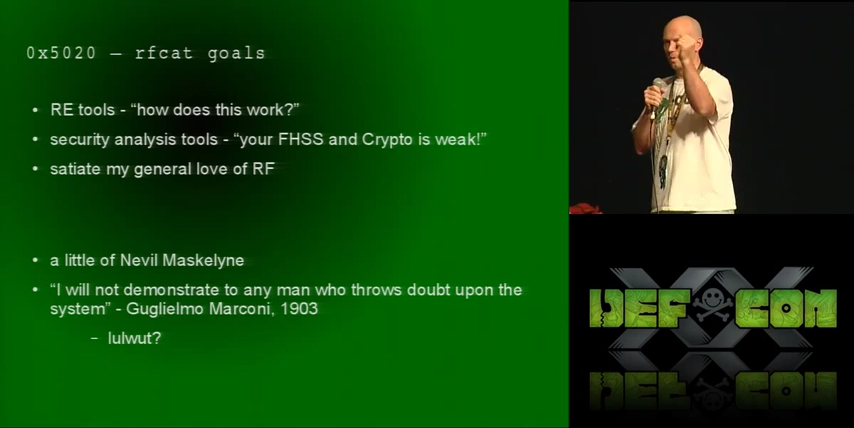 0x5020 – rfcat goals
• RE tools - “how does this work?”
• security analysis tools - “your FHSS and Crypto is weak!”
• satiate my general love of RF
• a little of Nevil Maskelyne
• “I will not demonstrate to any man who throws doubt upon the
system” - Guglielmo Marconi, 1903
– lulwut?
XX
DEF CON